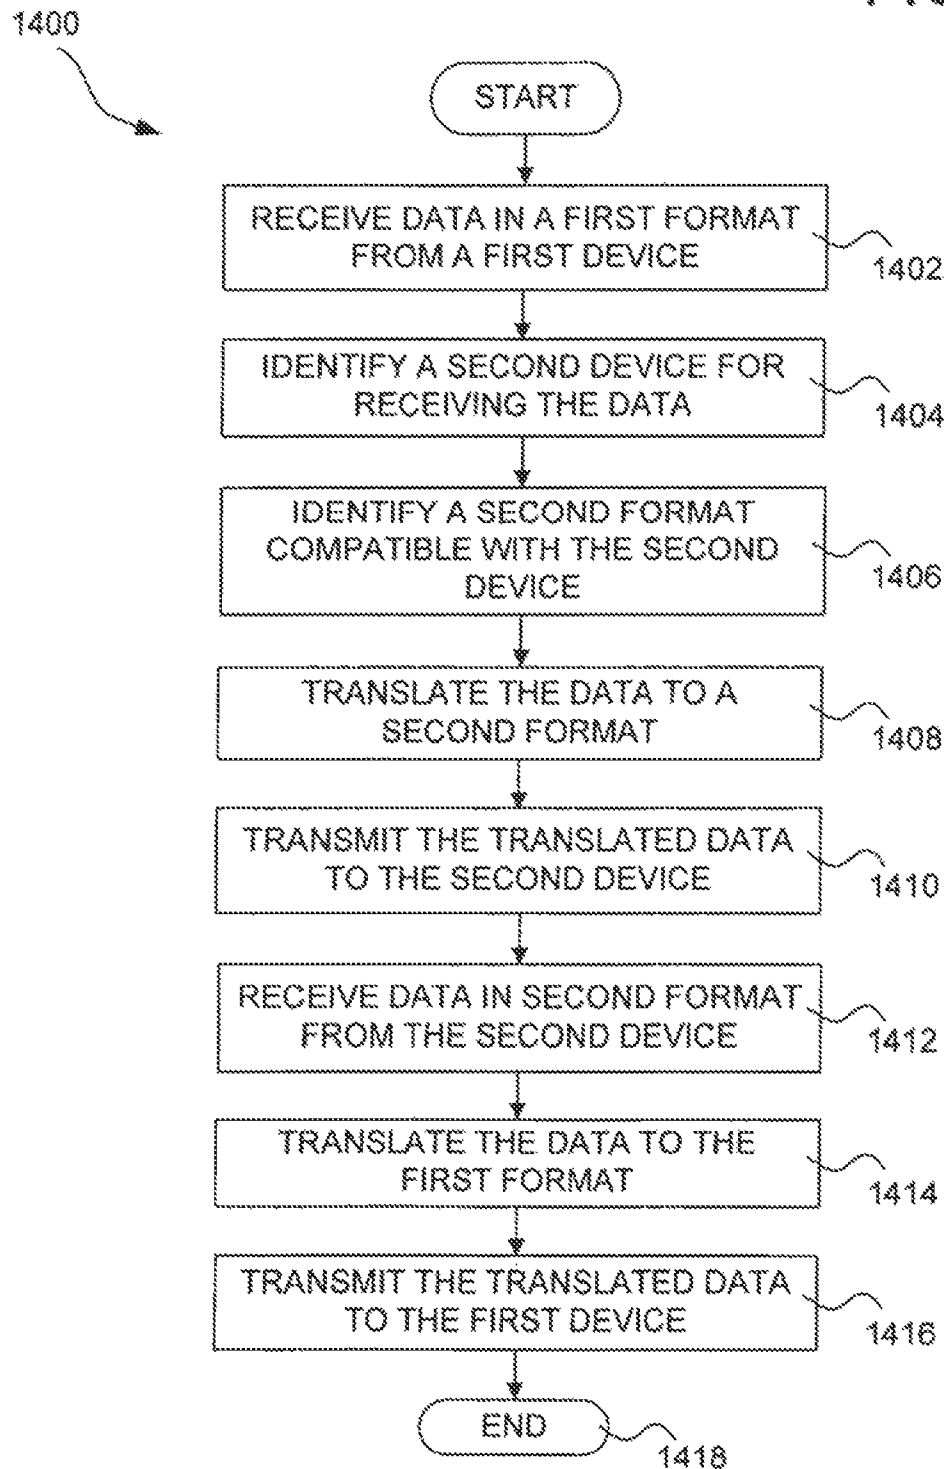 1400
START
RECEIVE DATA IN A FIRST FORMAT
FROM A FIRST DEVICE
1402
IDENTIFY A SECOND DEVICE FOR
RECEIVING THE DATA
1404
IDENTIFY A SECOND FORMAT
COMPATIBLE WITH THE SECOND
DEVICE
1406
TRANSLATE THE DATA TO A
SECOND FORMAT
1408
TRANSMIT THE TRANSLATED DATA
TO THE SECOND DEVICE
1410
RECEIVE DATA IN SECOND FORMAT
FROM THE SECOND DEVICE
1412
TRANSLATE THE DATA TO THE
FIRST FORMAT
1414
TRANSMIT THE TRANSLATED DATA
TO THE FIRST DEVICE
1416
END
1418